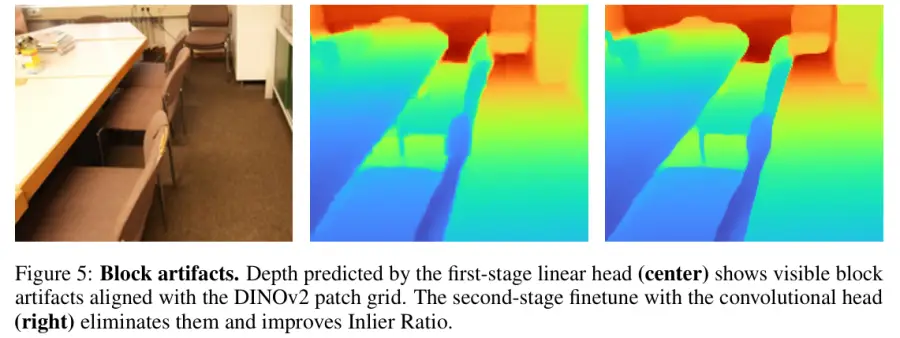 Figure 5: Block artifacts. Depth predicted by the first-stage linear head (center) shows visible block
artifacts aligned with the DINOv2 patch grid. The second-stage finetune with the convolutional head
(right) eliminates them and improves Inlier Ratio.